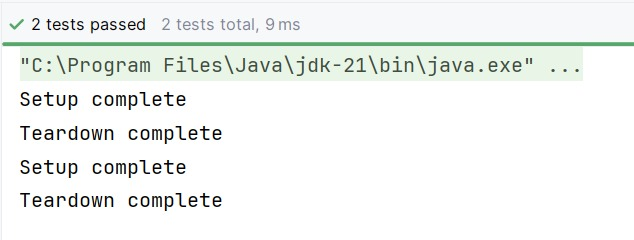 2 tests passed 2 tests total, 9 ms
"C:\Program Files\Java\jdk-21\bin\java.exe" ...
Setup complete
Teardown complete
Setup complete
Teardown complete